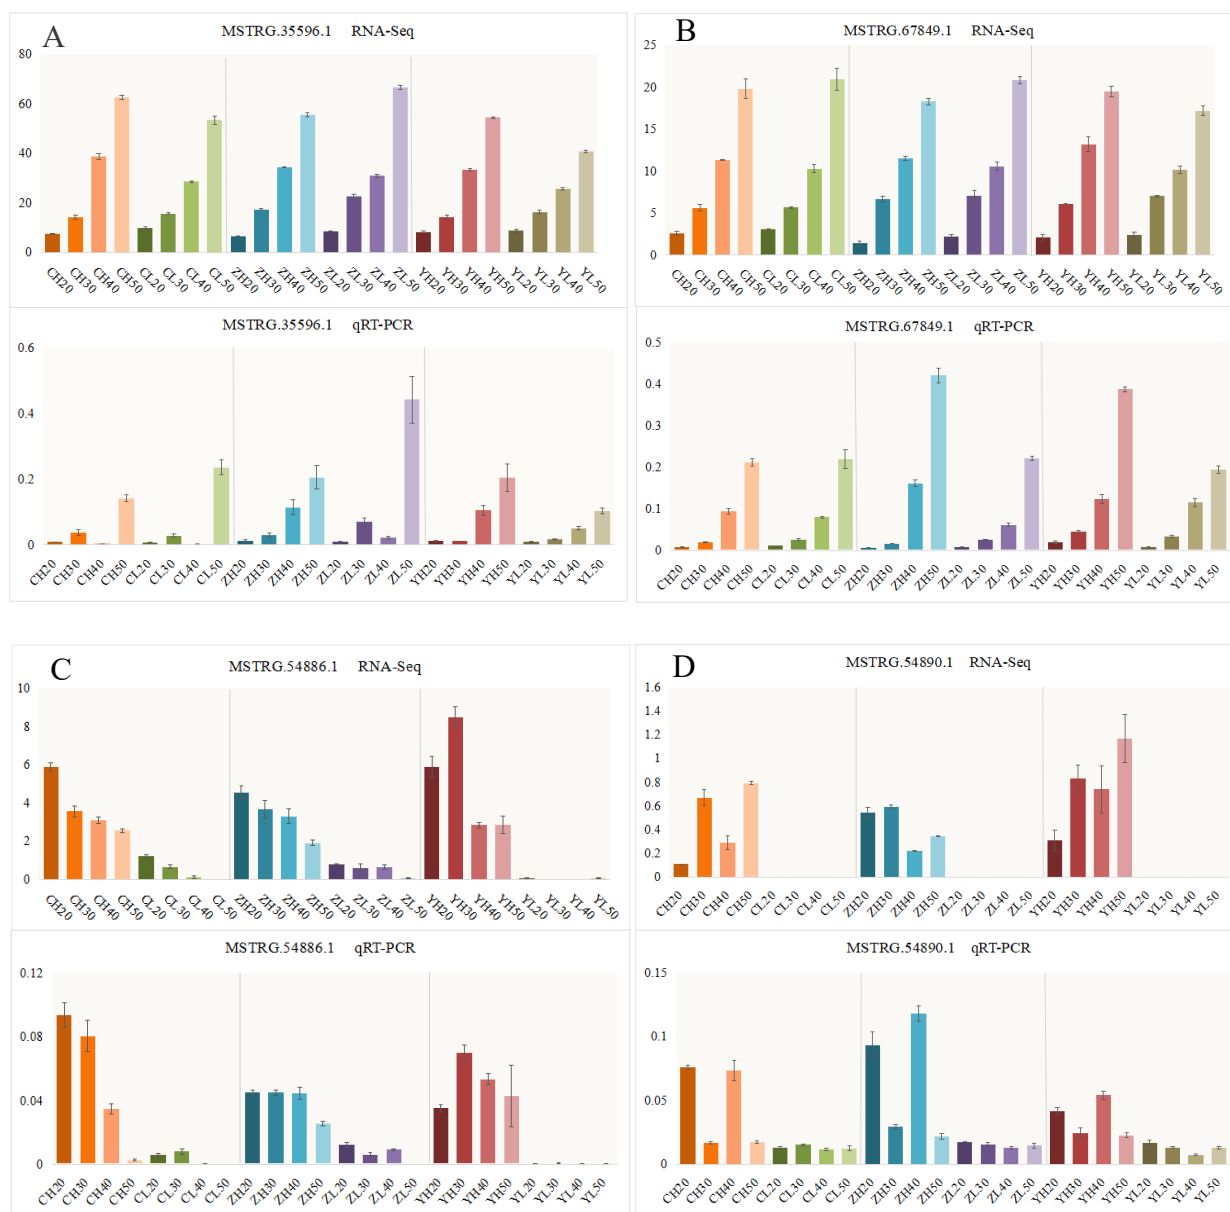 A
MSTRG.35596.1 RNA-Seq
80
60
40
20
0
CH20 CH30 CH40 CH50 CL20 CL30 CL40 CL50 ZH20 ZH30 ZH40 ZH50 ZL20 ZL30 ZL40 ZL50 YH20 YH30 YH40 YH50 YL20 YL30 YL40 YL50
MSTRG.35596.1 qRT-PCR
0.6
0.4
0.2
0
CH20 CH30 CH40 CH50 CL20 CL30 CL40 CL50 ZH20 ZH30 ZH40 ZH50 ZL20 ZL30 ZL40 ZL50 YH20 YH30 YH40 YH50 YL20 YL30 YL40 YL50
B
MSTRG.67849.1 RNA-Seq
25
20
15
10
5
0
CH20 CH30 CH40 CH50 CL20 CL30 CL40 CL50 ZH20 ZH30 ZH40 ZH50 ZL20 ZL30 ZL40 ZL50 YH20 YH30 YH40 YH50 YL20 YL30 YL40 YL50
MSTRG.67849.1 qRT-PCR
0.5
0.4
0.3
0.2
0.1
0
CH20 CH30 CH40 CH50 CL20 CL30 CL40 CL50 ZH20 ZH30 ZH40 ZH50 ZL20 ZL30 ZL40 ZL50 YH20 YH30 YH40 YH50 YL20 YL30 YL40 YL50
C
MSTRG.54886.1 RNA-Seq
10
8
6
4
2
0
CH20 CH30 CH40 CH50 CL20 CL30 CL40 CL50 ZH20 ZH30 ZH40 ZH50 ZL20 ZL30 ZL40 ZL50 YH20 YH30 YH40 YH50 YL20 YL30 YL40 YL50
MSTRG.54886.1 qRT-PCR
0.12
0.08
0.04
0
CH20 CH30 CH40 CH50 CL20 CL30 CL40 CL50 ZH20 ZH30 ZH40 ZH50 ZL20 ZL30 ZL40 ZL50 YH20 YH30 YH40 YH50 YL20 YL30 YL40 YL50
D
MSTRG.54890.1 RNA-Seq
1.6
1.4
1.2
1
0.8
0.6
0.4
0.2
0
CH20 CH30 CH40 CH50 CL20 CL30 CL40 CL50 ZH20 ZH30 ZH40 ZH50 ZL20 ZL30 ZL40 ZL50 YH20 YH30 YH40 YH50 YL20 YL30 YL40 YL50
MSTRG.54890.1 qRT-PCR
0.15
0.1
0.05
0
CH20 CH30 CH40 CH50 CL20 CL30 CL40 CL50 ZH20 ZH30 ZH40 ZH50 ZL20 ZL30 ZL40 ZL50 YH20 YH30 YH40 YH50 YL20 YL30 YL40 YL50